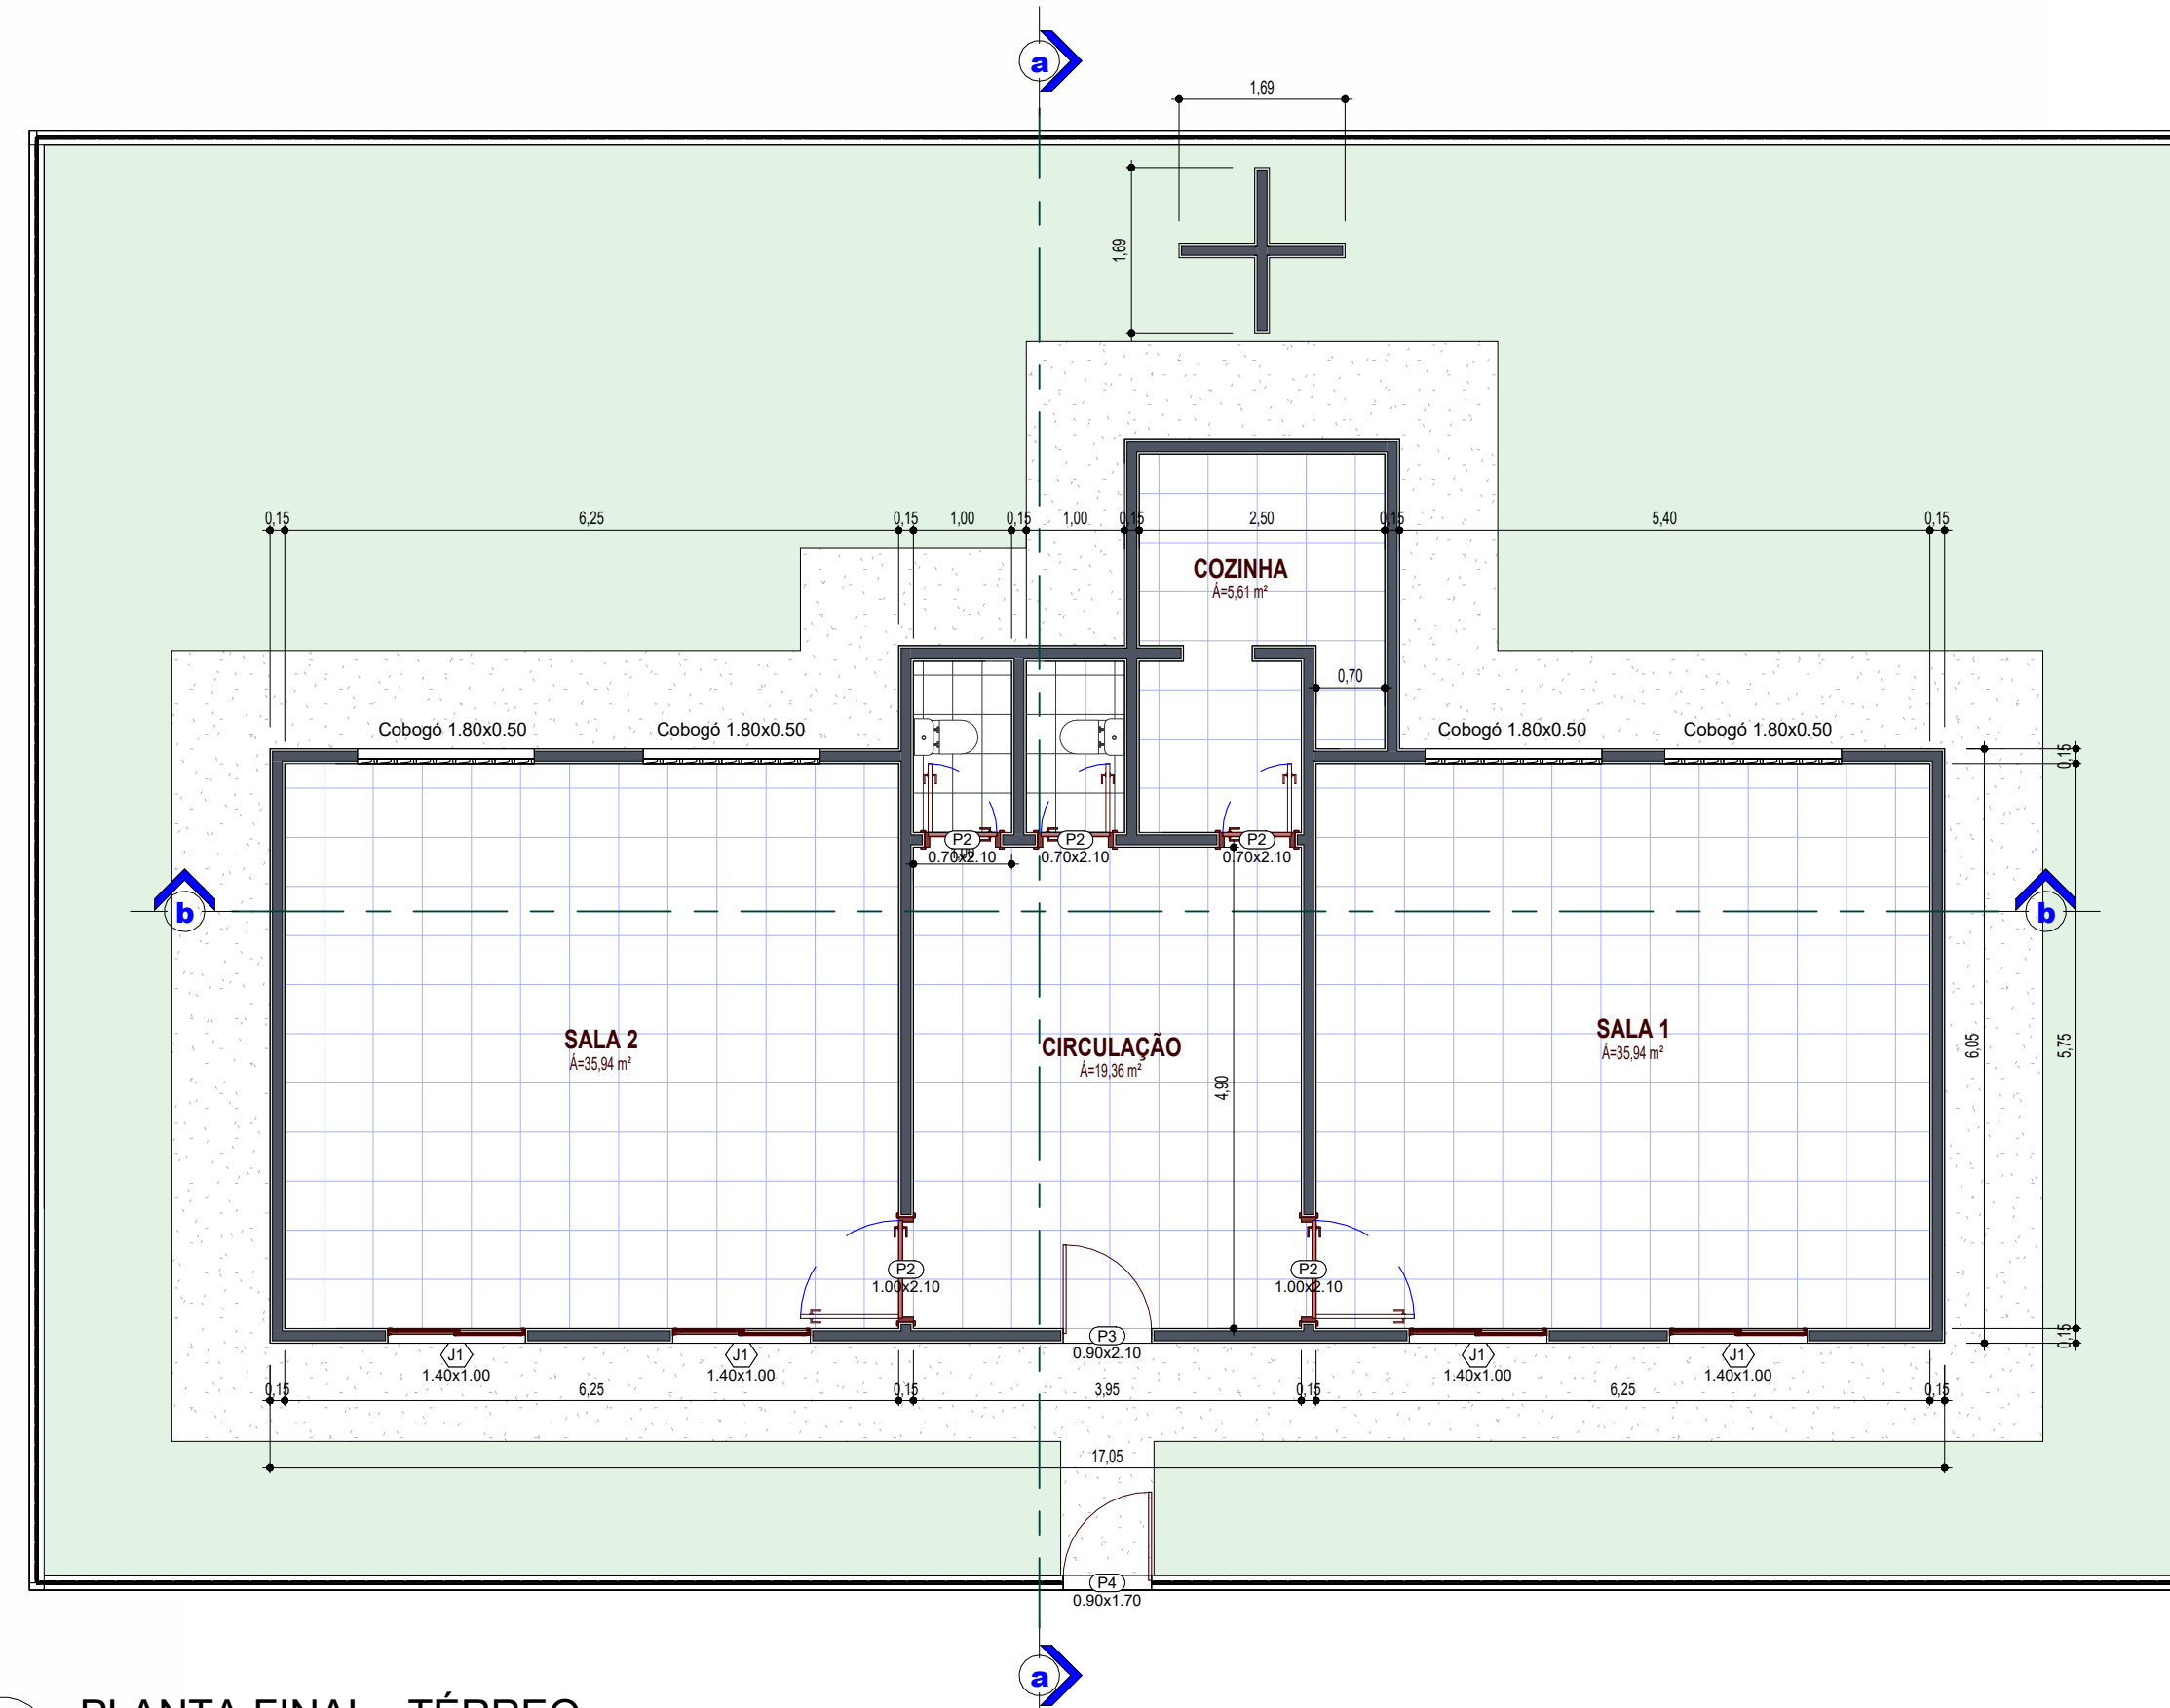 a
1,69
1,69
0,15
6,25
0,15
1,00
0,15
1,00
0,15
2,50
0,15
5,40
0,15
COZINHA
Á=5,61 m²
0,70
Cobogó 1.80x0.50
Cobogó 1.80x0.50
Cobogó 1.80x0.50
Cobogó 1.80x0.50
0,15
P2
0.70x2.10
1,00
P2
0.70x2.10
P2
0.70x2.10
b
b
SALA 2
Á=35,94 m²
CIRCULAÇÃO
Á=19,36 m²
4,90
SALA 1
Á=35,94 m²
6,05
5,75
P2
1.00x2.10
P2
1.00x2.10
P3
0.90x2.10
0,15
J1
1.40x1.00
J1
1.40x1.00
J1
1.40x1.00
J1
1.40x1.00
0,15
6,25
0,15
3,95
0,15
6,25
0,15
17,05
P4
0.90x1.70
a
PLANTA FINAL - TÉRREO